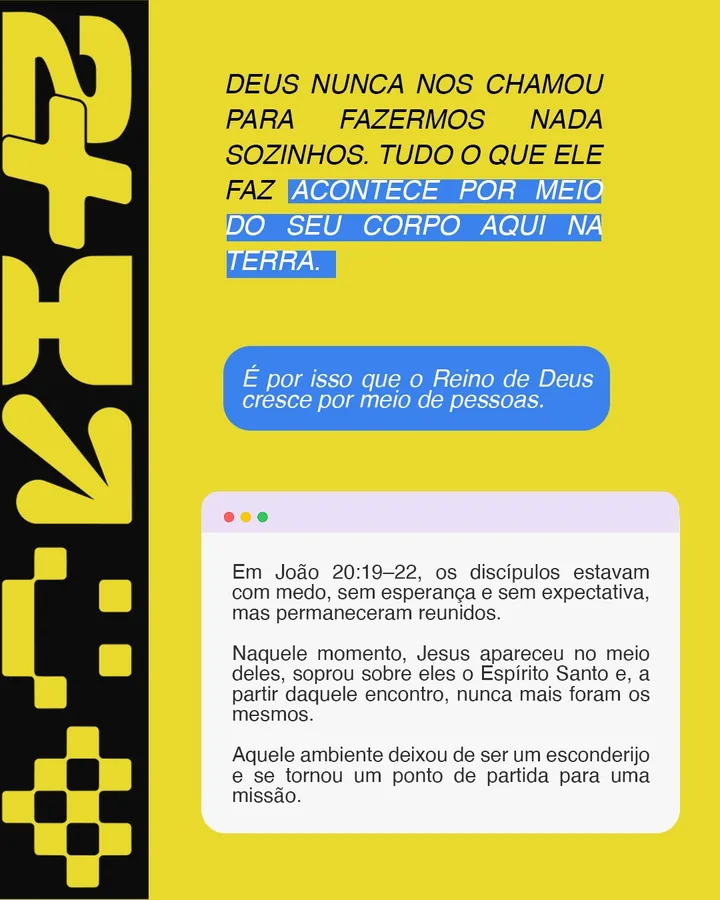 2+
DEUS NUNCA NOS CHAMOU
PARA FAZERMOS NADA
SOZINHOS. TUDO O QUE ELE
FAZ ACONTECE POR MEIO
DO SEU CORPO AQUI NA
TERRA.
É por isso que o Reino de Deus
cresce por meio de pessoas.
Em João 20:19–22, os discípulos estavam
com medo, sem esperança e sem expectativa,
mas permaneceram reunidos.
Naquele momento, Jesus apareceu no meio
deles, soprou sobre eles o Espírito Santo e, a
partir daquele encontro, nunca mais foram os
mesmos.
Aquele ambiente deixou de ser um esconderijo
e se tornou um ponto de partida para uma
missão.